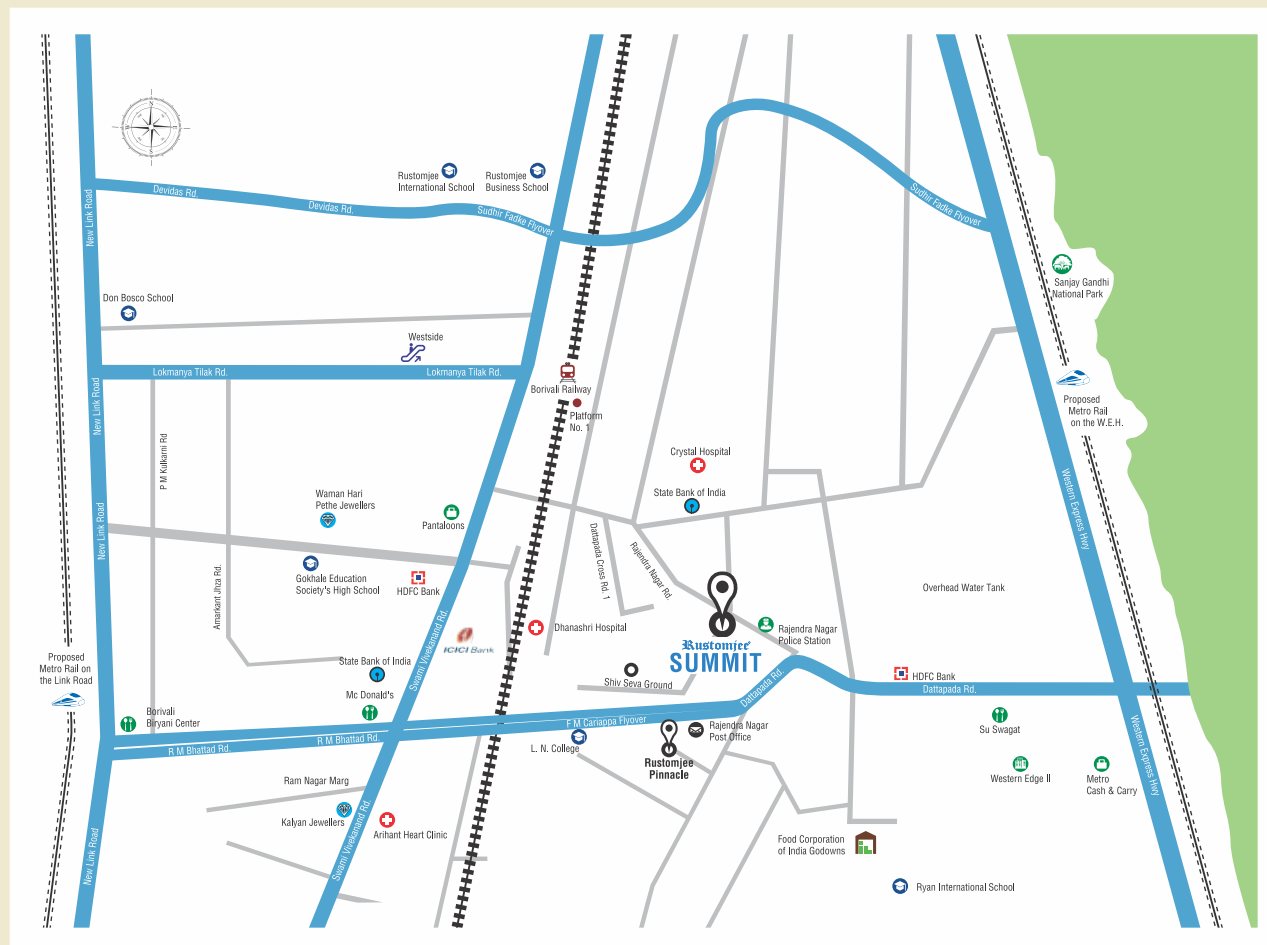 N
E
S
W
Rustomjee
International School
Rustomjee
Business School
Devidas Rd.
Devidas Rd.
Sudhir Fadke Flyover
Sudhir Fadke Flyover
New Link Road
Don Bosco School
Sanjay Gandhi
National Park
Westside
Lokmanya Tilak Rd.
Lokmanya Tilak Rd.
Borivali Railway
Platform
No. 1
Proposed
Metro Rail
on the W.E.H.
New Link Road
P M Kulkarni Rd
Crystal Hospital
State Bank of India
Waman Hari
Pethe Jewellers
Pantaloons
New Link Road
Western Express Hwy
Dattapada Cross Rd. 1
Rajendra Nagar Rd.
Gokhale Education
Society's High School
HDFC Bank
Amarkant Jhza Rd.
Overhead Water Tank
Swami Vivekanand Rd.
Dhanashri Hospital
ICICI Bank
Rajendra Nagar
Police Station
Rustomjee
SUMMIT
Proposed
Metro Rail on
the Link Road
State Bank of India
Shiv Seva Ground
HDFC Bank
Dattapada Rd.
Dattapada Rd.
Mc Donald's
Borivali
Biryani Center
F M Cariappa Flyover
R M Bhattad Rd.
R M Bhattad Rd.
L. N. College
Rajendra Nagar
Post Office
Su Swagat
Western Express Hwy
Rustomjee
Pinnacle
Western Edge II
Metro
Cash & Carry
Ram Nagar Marg
Kalyan Jewellers
Arihant Heart Clinic
Swami Vivekanand Rd.
New Link Road
Food Corporation
of India Godowns
Ryan International School